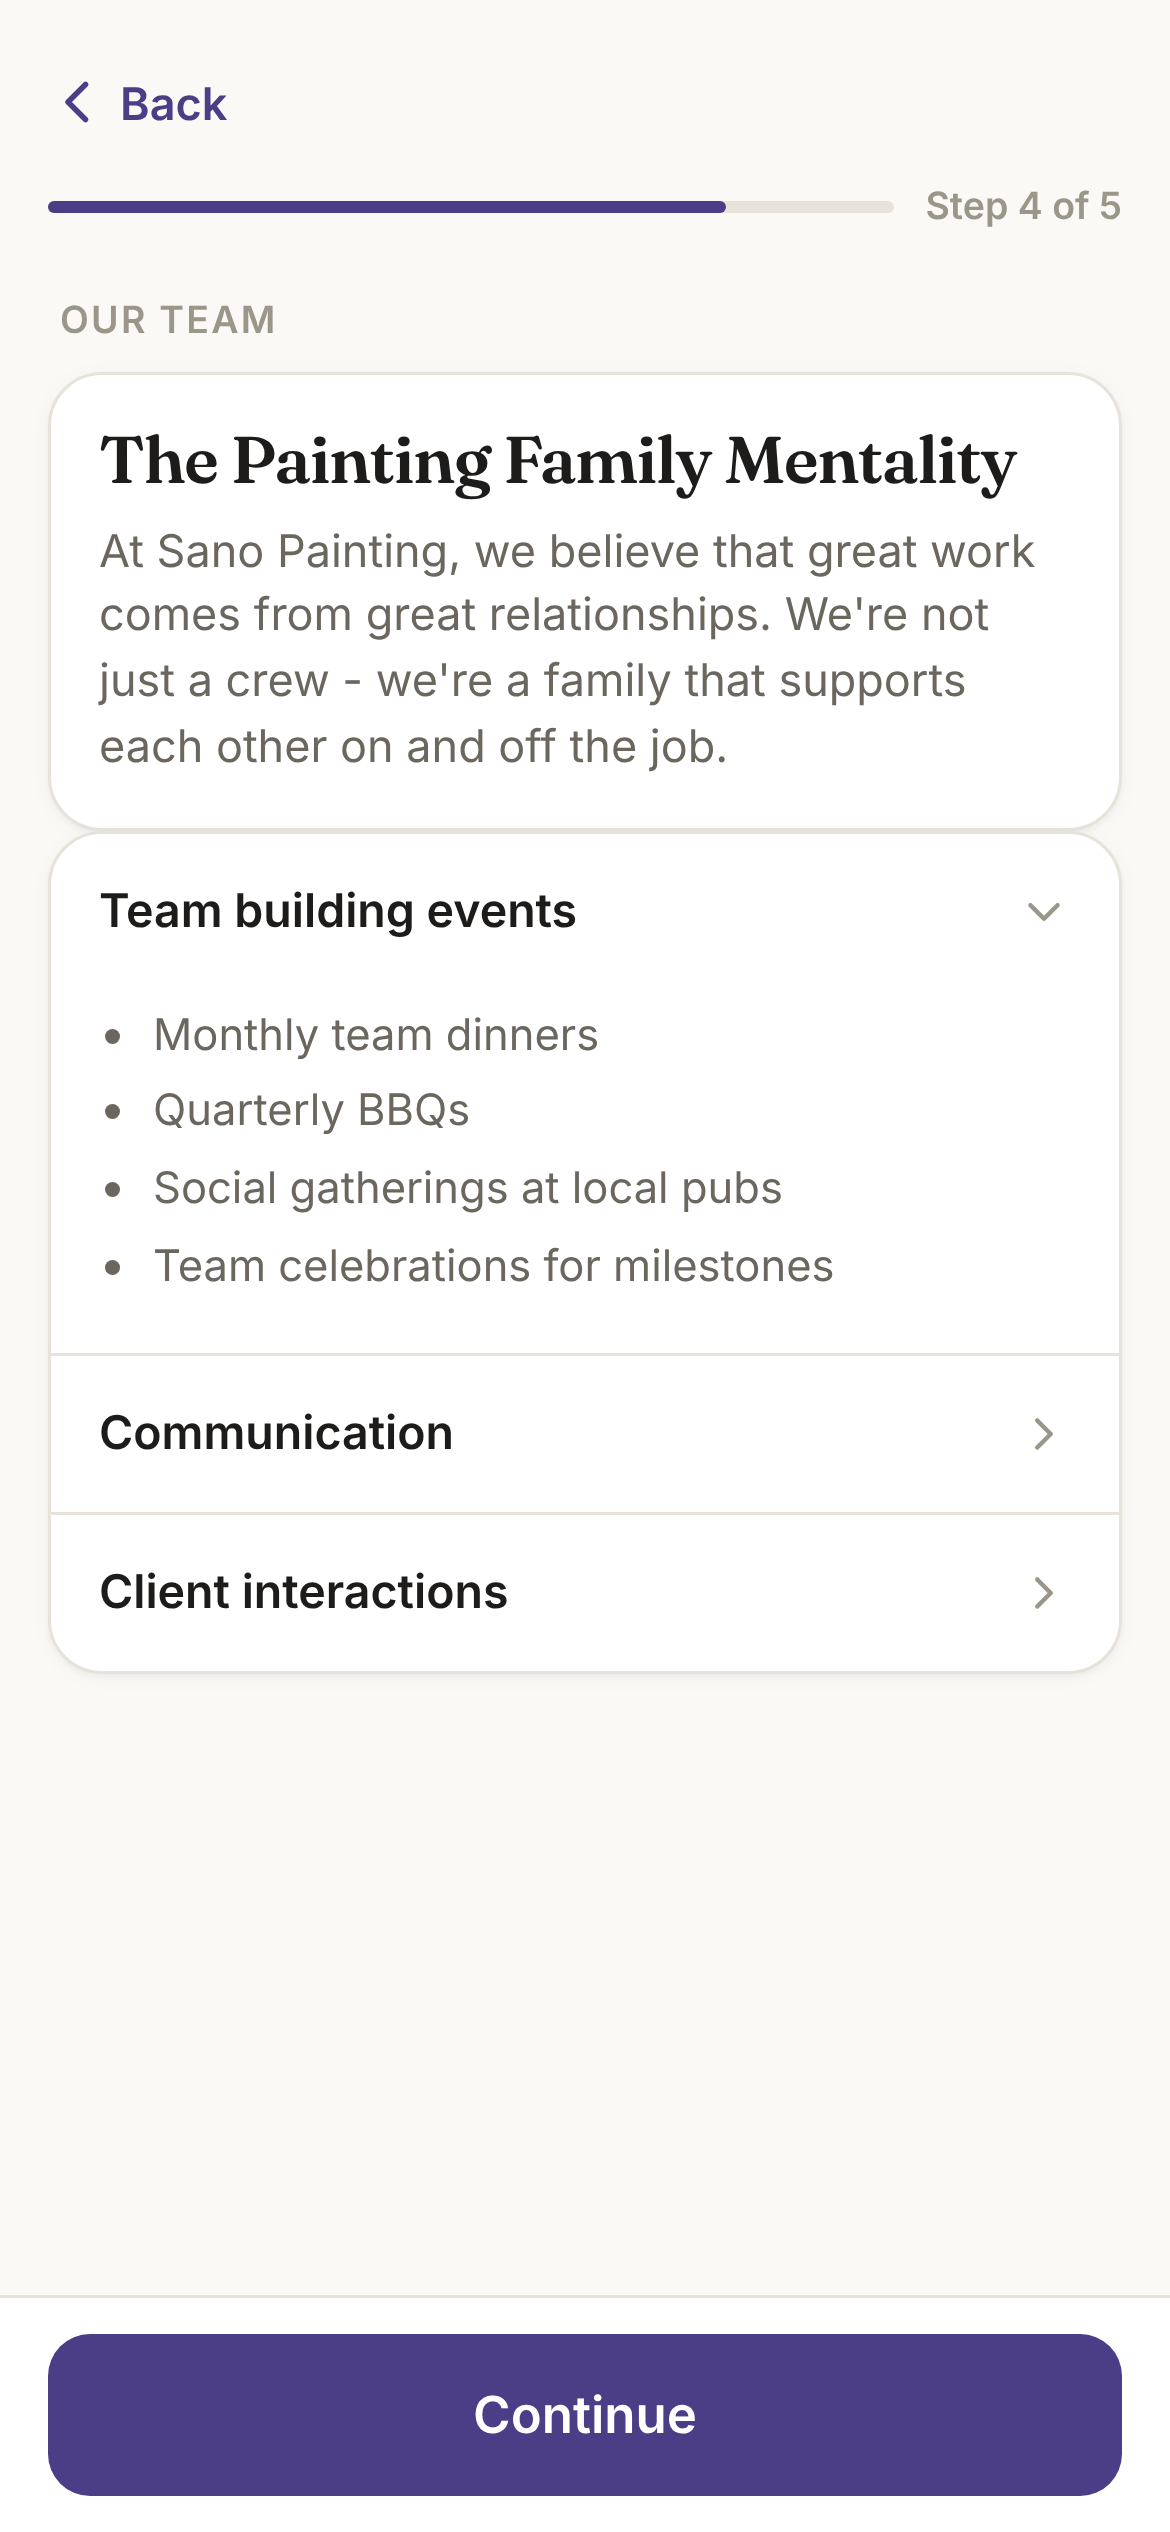 Back
Step 4 of 5
OUR TEAM
The Painting Family Mentality
At Sano Painting, we believe that great work
comes from great relationships. We're not
just a crew - we're a family that supports
each other on and off the job.
Team building events
Monthly team dinners
Quarterly BBQs
Social gatherings at local pubs
Team celebrations for milestones
Communication
Client interactions
Continue